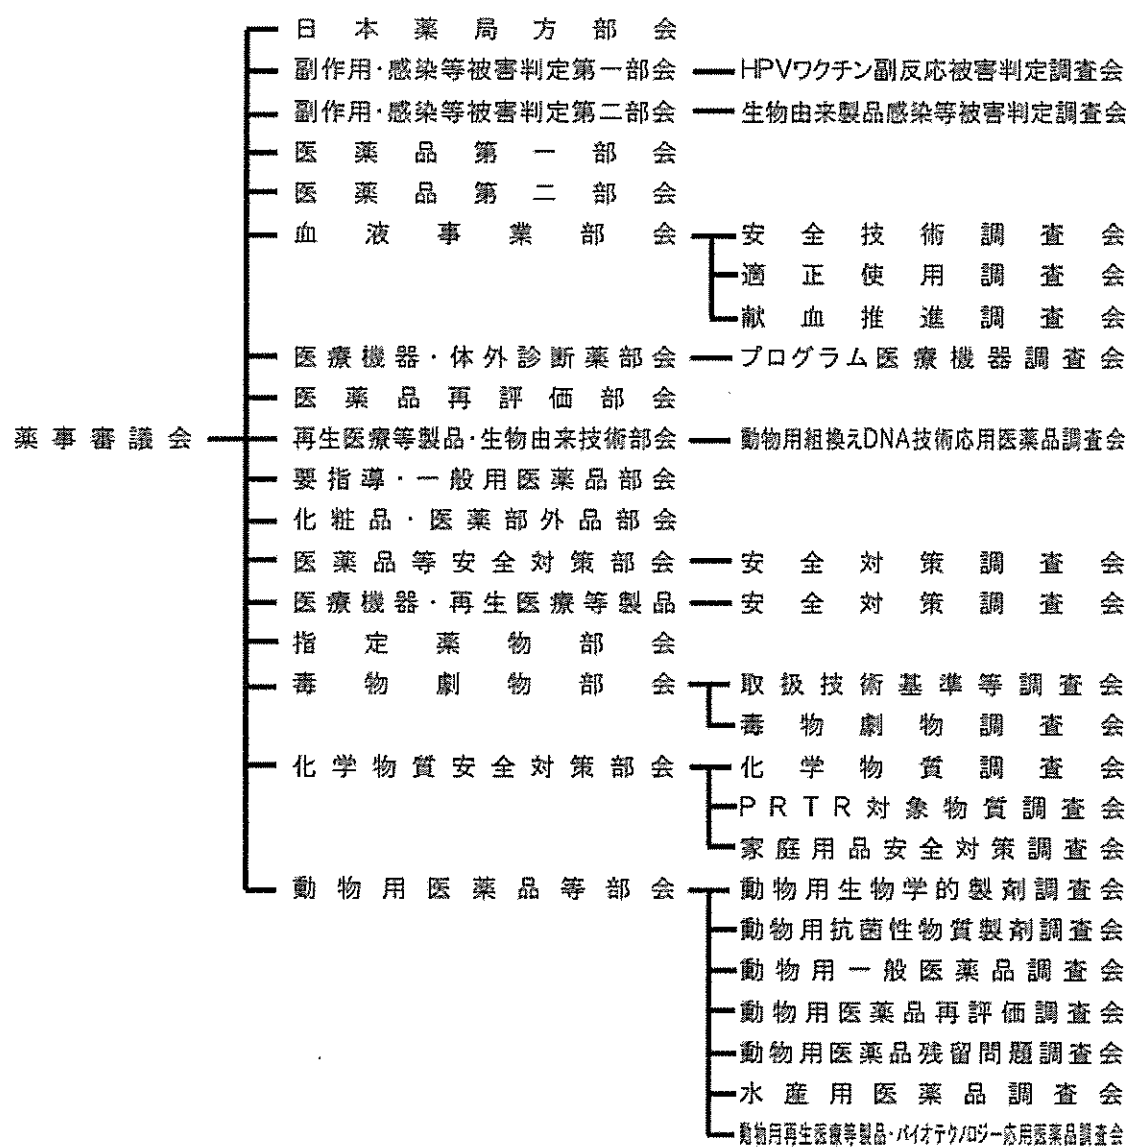 日本薬局方部会
副作用・感染等被害判定第一部会 HPVワクチン副反応被害判定調査会
副作用・感染等被害判定第二部会 生物由来製品感染等被害判定調査会
医薬品第一部会
医薬品第二部会
血液事業部会 安全技術調査会
適正使用調査会
献血推進調査会
医療機器・体外診断薬部会 プログラム医療機器調査会
医薬品再評価部会
薬事審議会 再生医療等製品・生物由来技術部会 動物用組換えDNA技術応用医薬品調査会
要指導・一般用医薬品部会
化粧品・医薬部外品部会
医薬品等安全対策部会 安全対策調査会
医療機器・再生医療等製品 安全対策調査会
指定薬物部会
毒物劇物部会 取扱技術基準等調査会
毒物劇物調査会
化学物質安全対策部会 化学物質調査会
PRTR対象物質調査会
家庭用品安全対策調査会
動物用医薬品等部会 動物用生物学的製剤調査会
動物用抗菌性物質製剤調査会
動物用一般医薬品調査会
動物用医薬品再評価調査会
動物用医薬品残留問題調査会
水産用医薬品調査会
動物用再生医療等製品・バイオテクノロジー応用医薬品調査会